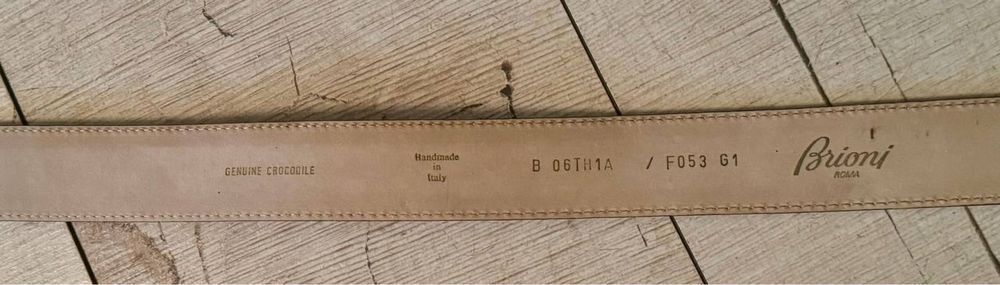 GENUINE CROCODILE
Handmade
in
Italy
B 06TH1A / F053 G1
Brioni
ROMA